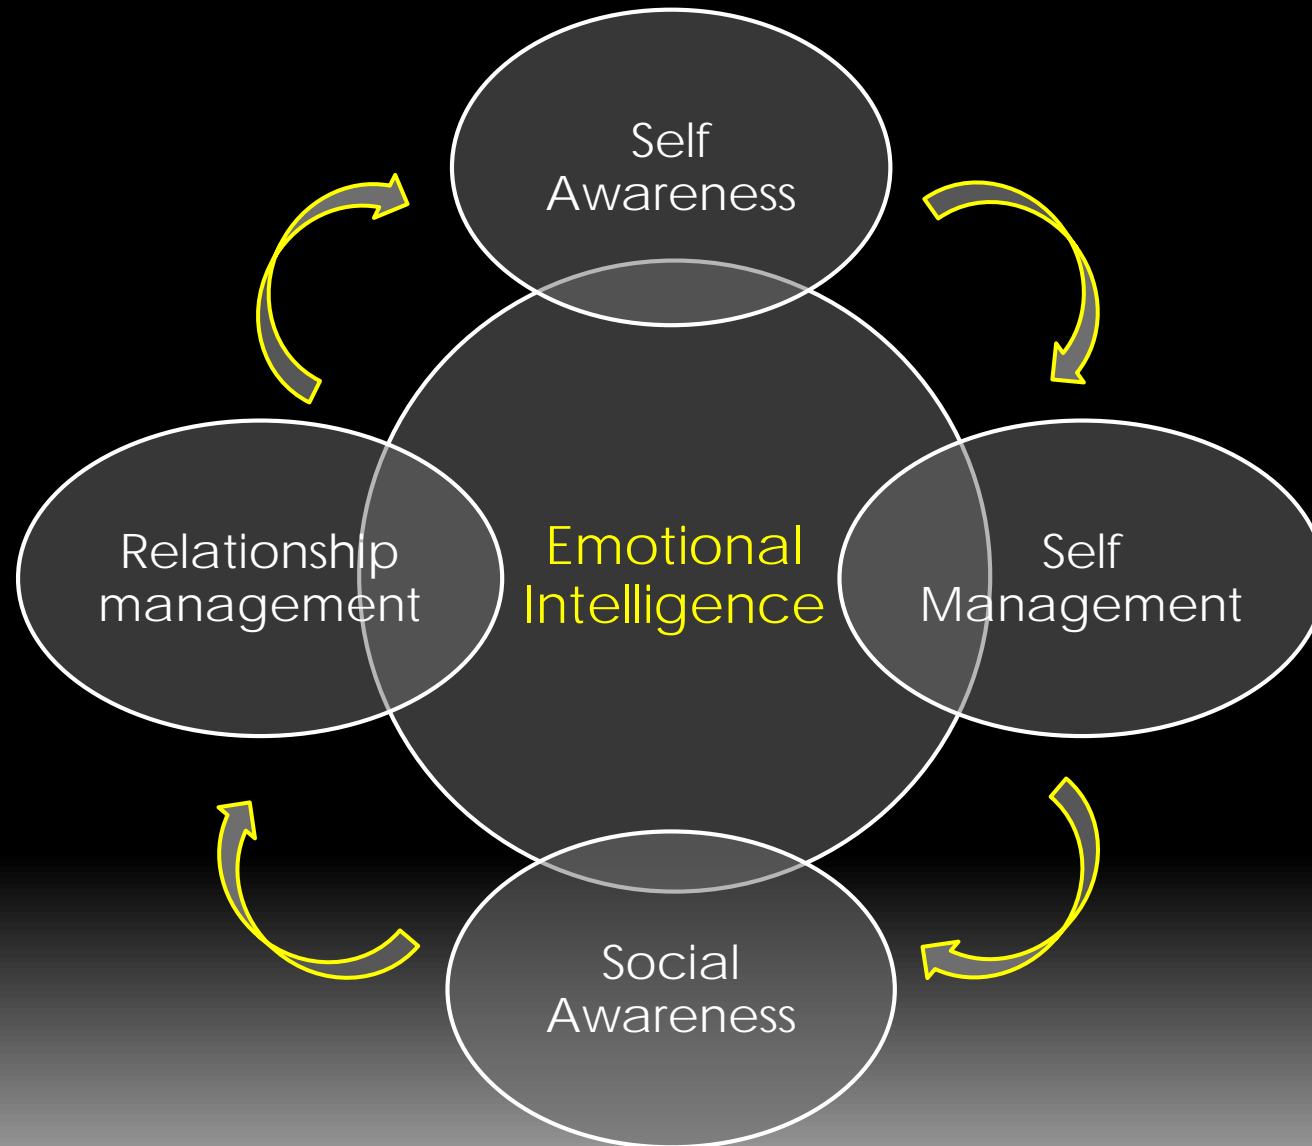 Self
Awareness
Relationship
management
Emotional
Intelligence
Self
Management
Social
Awareness